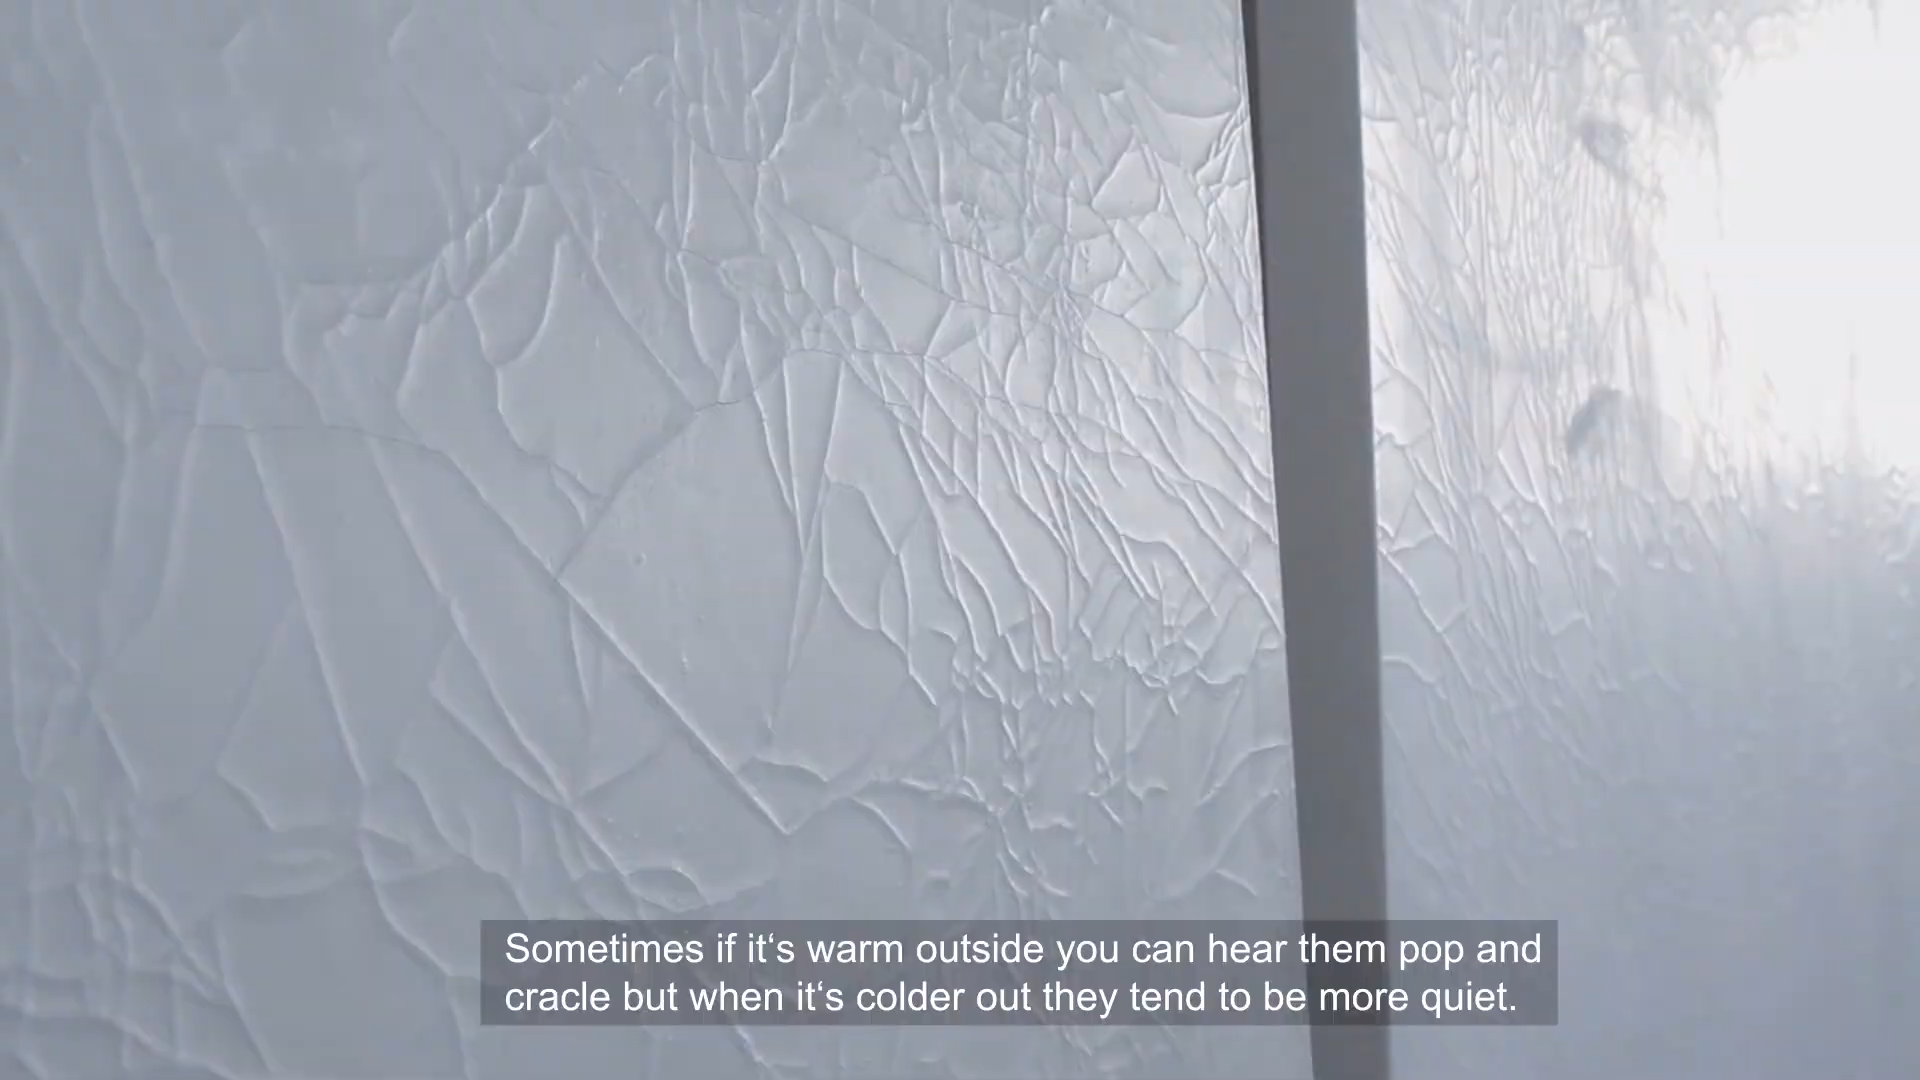 Sometimes if it‘s warm outside you can hear them pop and
cracle but when it‘s colder out they tend to be more quiet.